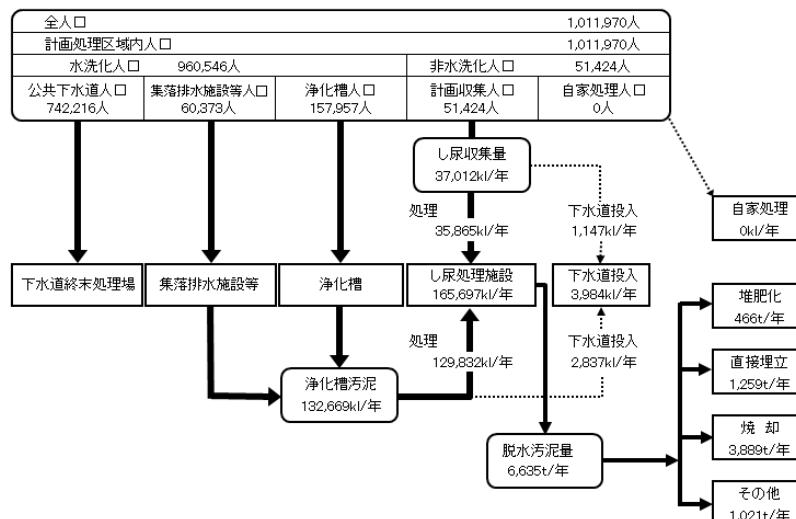 全人口 1,011,970人
計画処理区域内人口 1,011,970人
水洗化人口 960,546人 非水洗化人口 51,424人
公共下水道人口 集落排水施設等人口 浄化槽人口 計画収集人口 自家処理人口
742,216人 60,373人 157,957人 51,424人 0人
し尿収集量
37,012kl/年
処理
35,865kl/年
下水道投入
1,147kl/年
自家処理
0kl/年
下水道終末処理場
集落排水施設等
浄化槽
し尿処理施設
165,697kl/年
下水道投入
3,984kl/年
処理
129,832kl/年
下水道投入
2,837kl/年
浄化槽汚泥
132,669kl/年
脱水汚泥量
6,635t/年
堆肥化
466t/年
直接埋立
1,259t/年
焼 却
3,889t/年
その他
1,021t/年